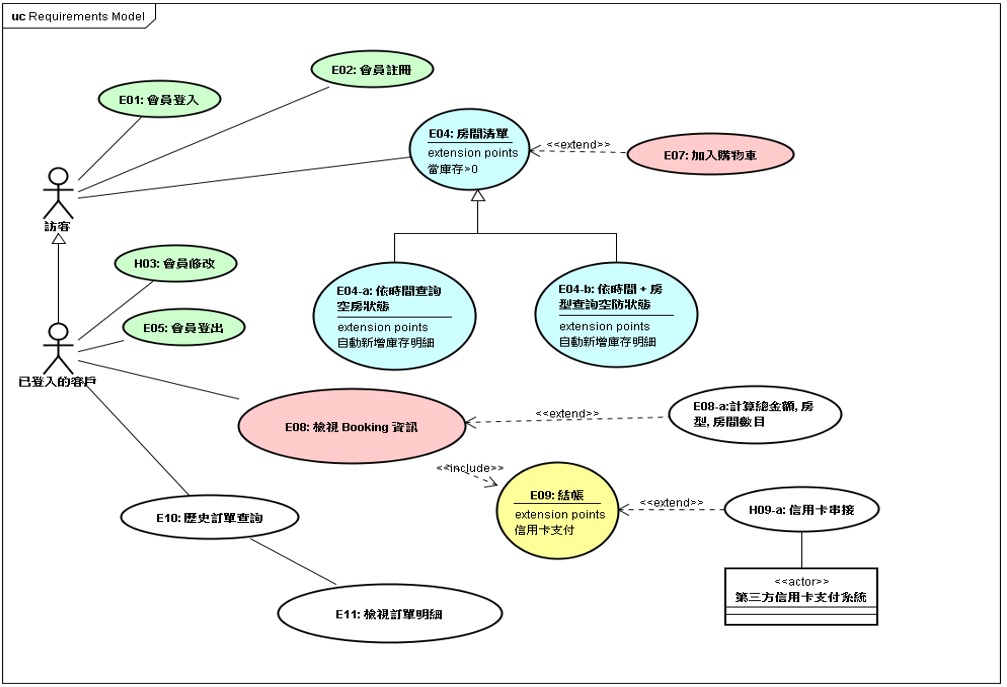 uc Requirements Model
E02: 會員註冊
E01: 會員登入
E04: 房間清單
extension points
當庫存>0
<<extend>>
E07: 加入購物車
訪客
H03: 會員修改
E05: 會員登出
已登入的客戶
E04-a: 依時間查詢
空房狀態
extension points
自動新增庫存明細
E04-b: 依時間 + 房
型查詢空防狀態
extension points
自動新增庫存明細
E08: 檢視 Booking 資訊
<<extend>>
E08-a:計算總金額, 房
型, 房間數目
<<include>>
E09: 結帳
extension points
信用卡支付
<<extend>>
H09-a: 信用卡串接
E10: 歷史訂單查詢
<<actor>>
第三方信用卡支付系統
E11: 檢視訂單明細